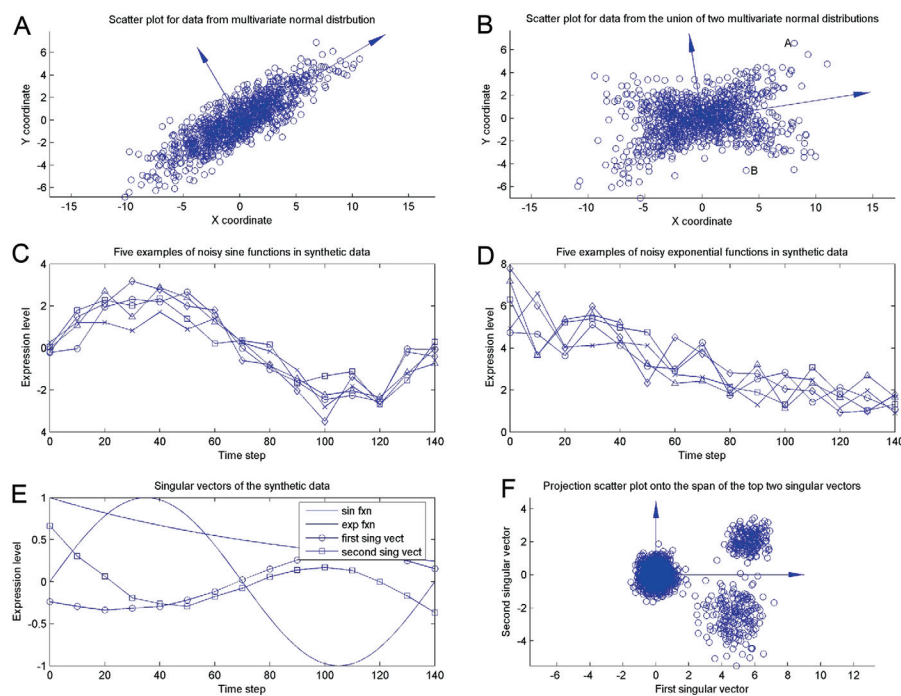 A
Scatter plot for data from multivariate normal distrbution
Y coordinate
6
4
2
0
-2
-4
-6
-15 -10 -5 0 5 10 15
X coordinate
B
Scatter plot for data from the union of two multivariate normal distributions
Y coordinate
6
4
2
0
-2
-4
-6
A
B
-15 -10 -5 0 5 10 15
X coordinate
C
Five examples of noisy sine functions in synthetic data
Expression level
4
2
0
2
4
0 20 40 60 80 100 120 140
Time step
D
Five examples of noisy exponential functions in synthetic data
Expression level
8
6
4
2
0
0 20 40 60 80 100 120 140
Time step
E
Singular vectors of the synthetic data
Expression level
1
0.5
0
-0.5
-1
sin fxn
exp fxn
first sing vect
second sing vect
0 20 40 60 80 100 120 140
Time step
F
Projection scatter plot onto the span of the top two singular vectors
Second singular vector
4
2
0
-2
-4
-6 -4 -2 0 2 4 6 8 10 12
First singular vector